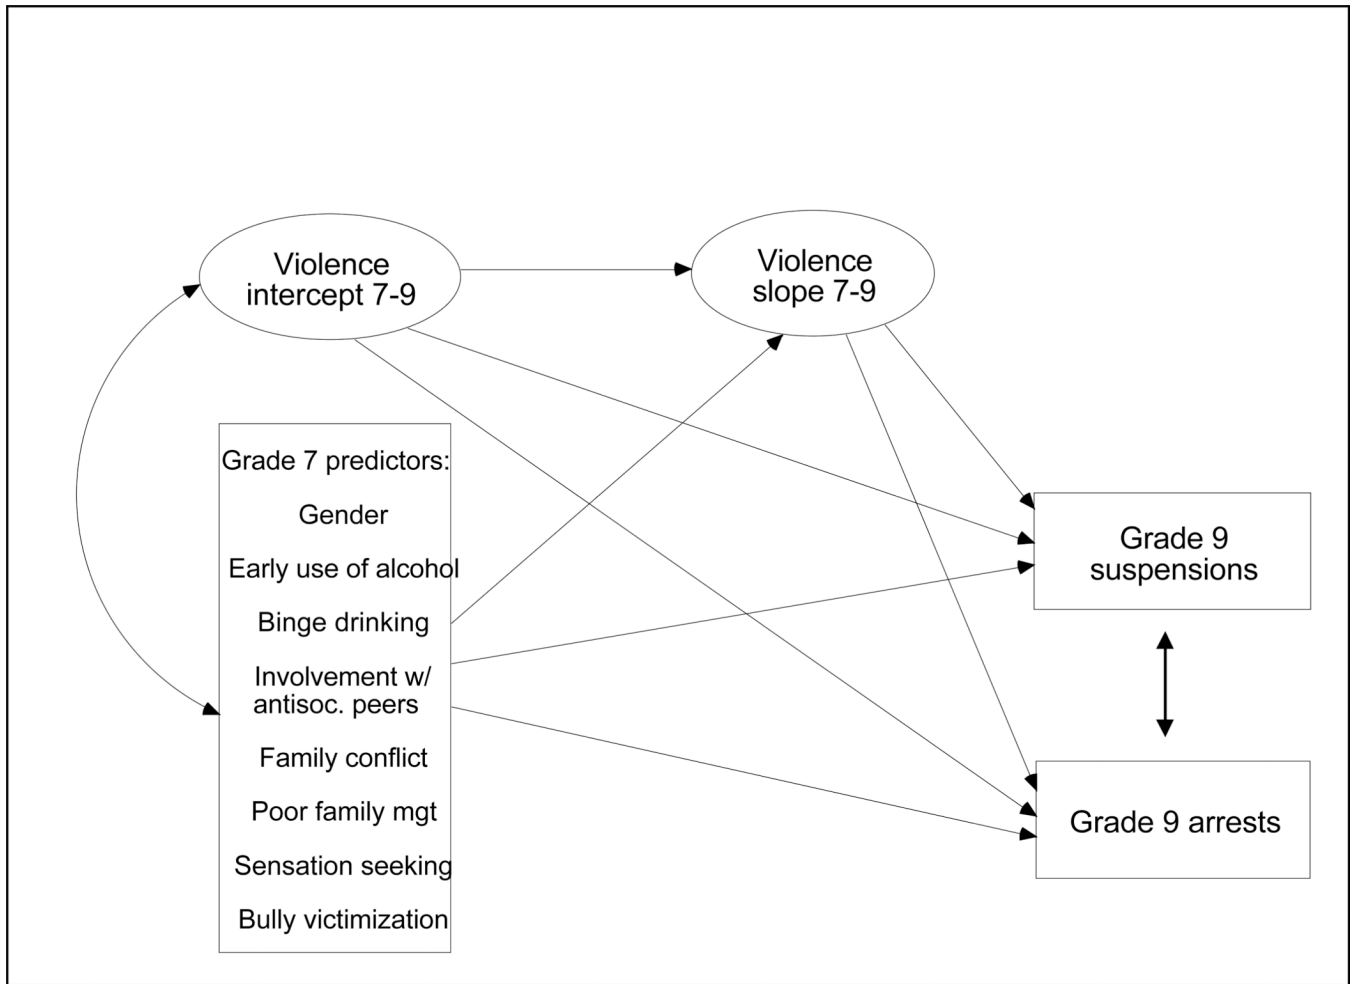 Violence
intercept 7-9
Violence
slope 7-9
Grade 7 predictors:
Gender
Early use of alcohol
Binge drinking
Involvement w/
antisoc. peers
Family conflict
Poor family mgt
Sensation seeking
Bully victimization
Grade 9
suspensions
Grade 9 arrests